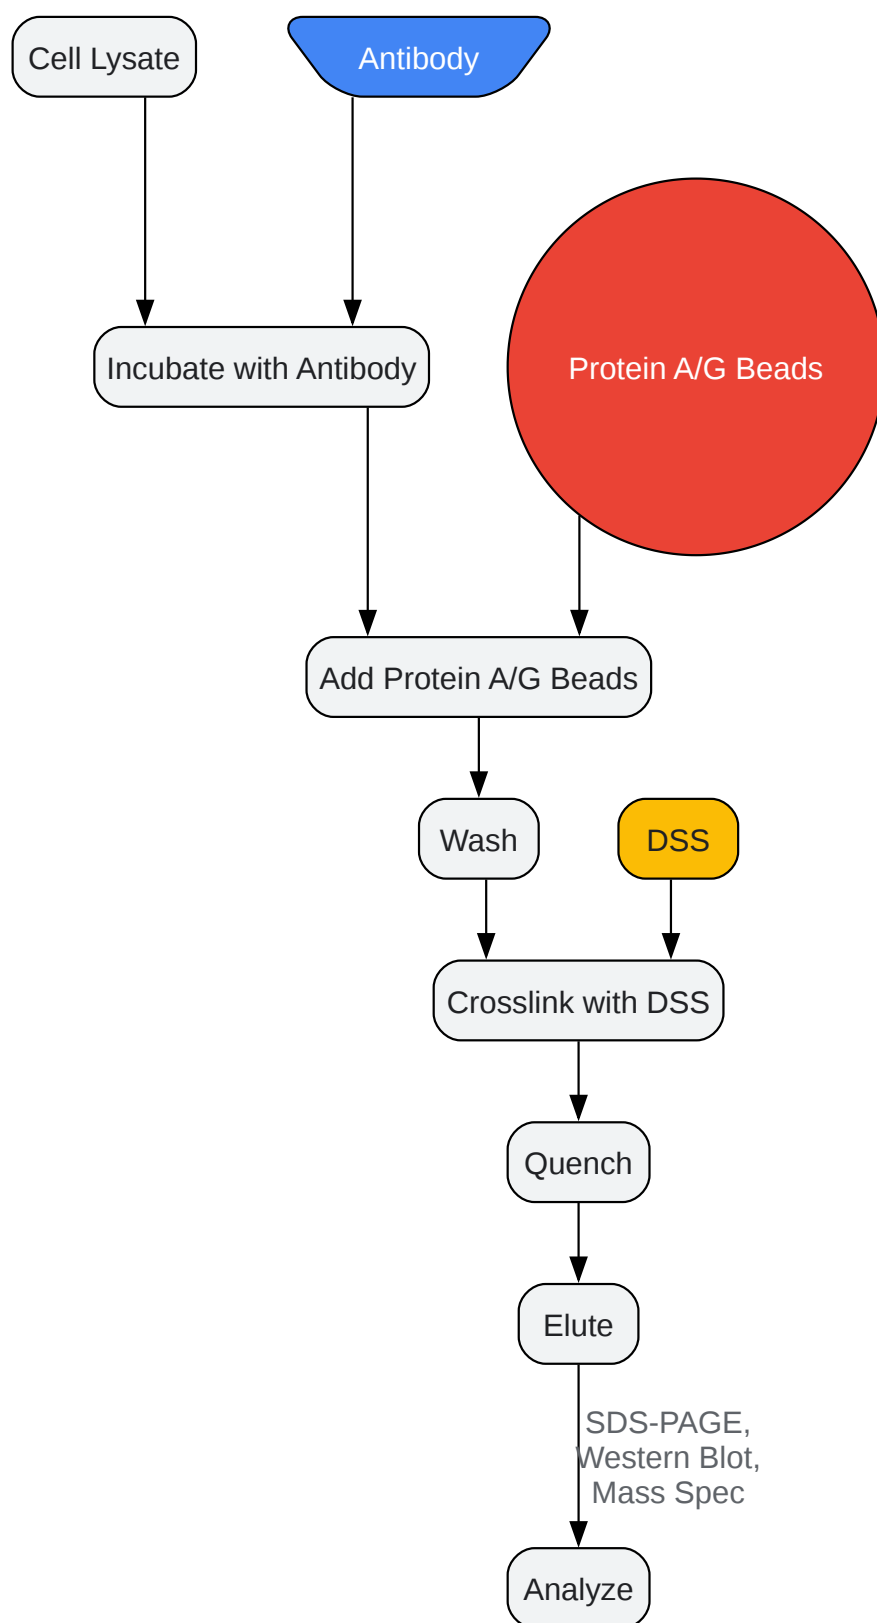 Cell Lysate
Antibody
Incubate with Antibody
Protein A/G Beads
Add Protein A/G Beads
Wash
DSS
Crosslink with DSS
Quench
Elute
SDS-PAGE,
Western Blot,
Mass Spec
Analyze